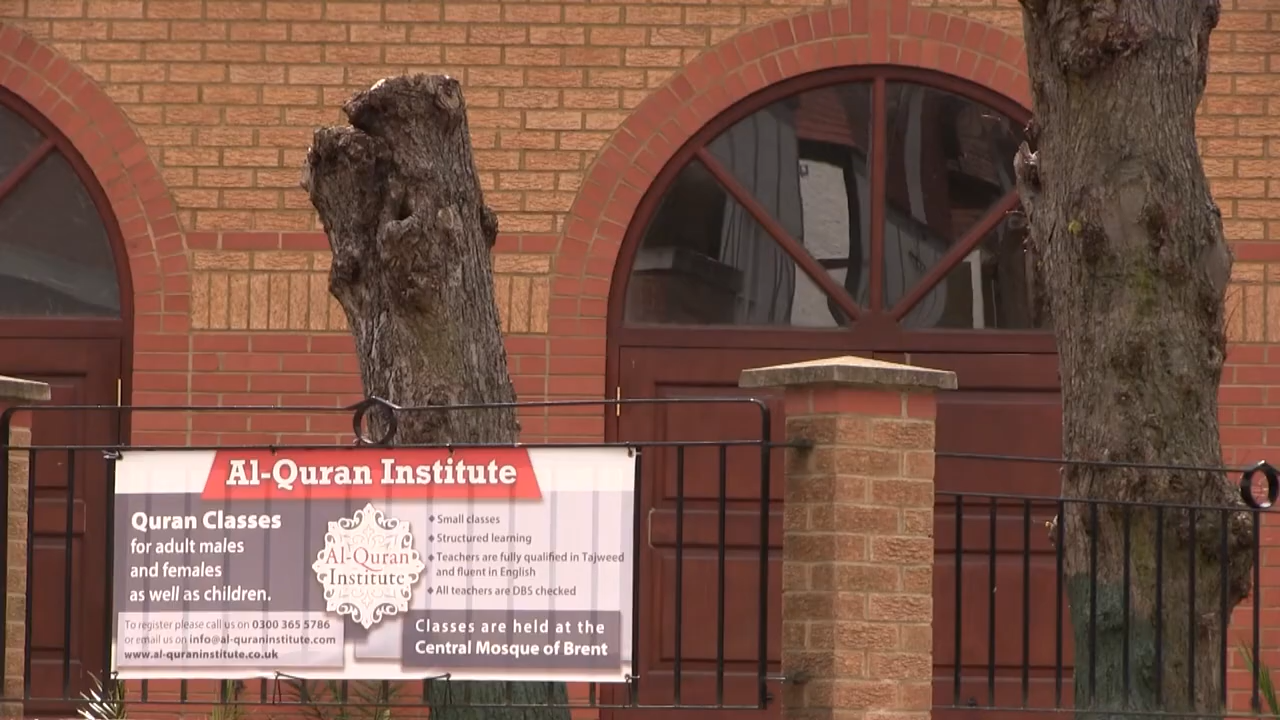 Al-Quran Institute
Quran Classes
for adult males
and females
as well as children.
Al-Quran
Institute
Small classes
Structured learning
Teachers are fully qualified in Tajweed
and fluent in English
All teachers are DBS checked
To register please call us on 0300 365 5786
or email us on info@al-quraninstitute.com
www.al-quraninstitute.co.uk
Classes are held at the
Central Mosque of Brent